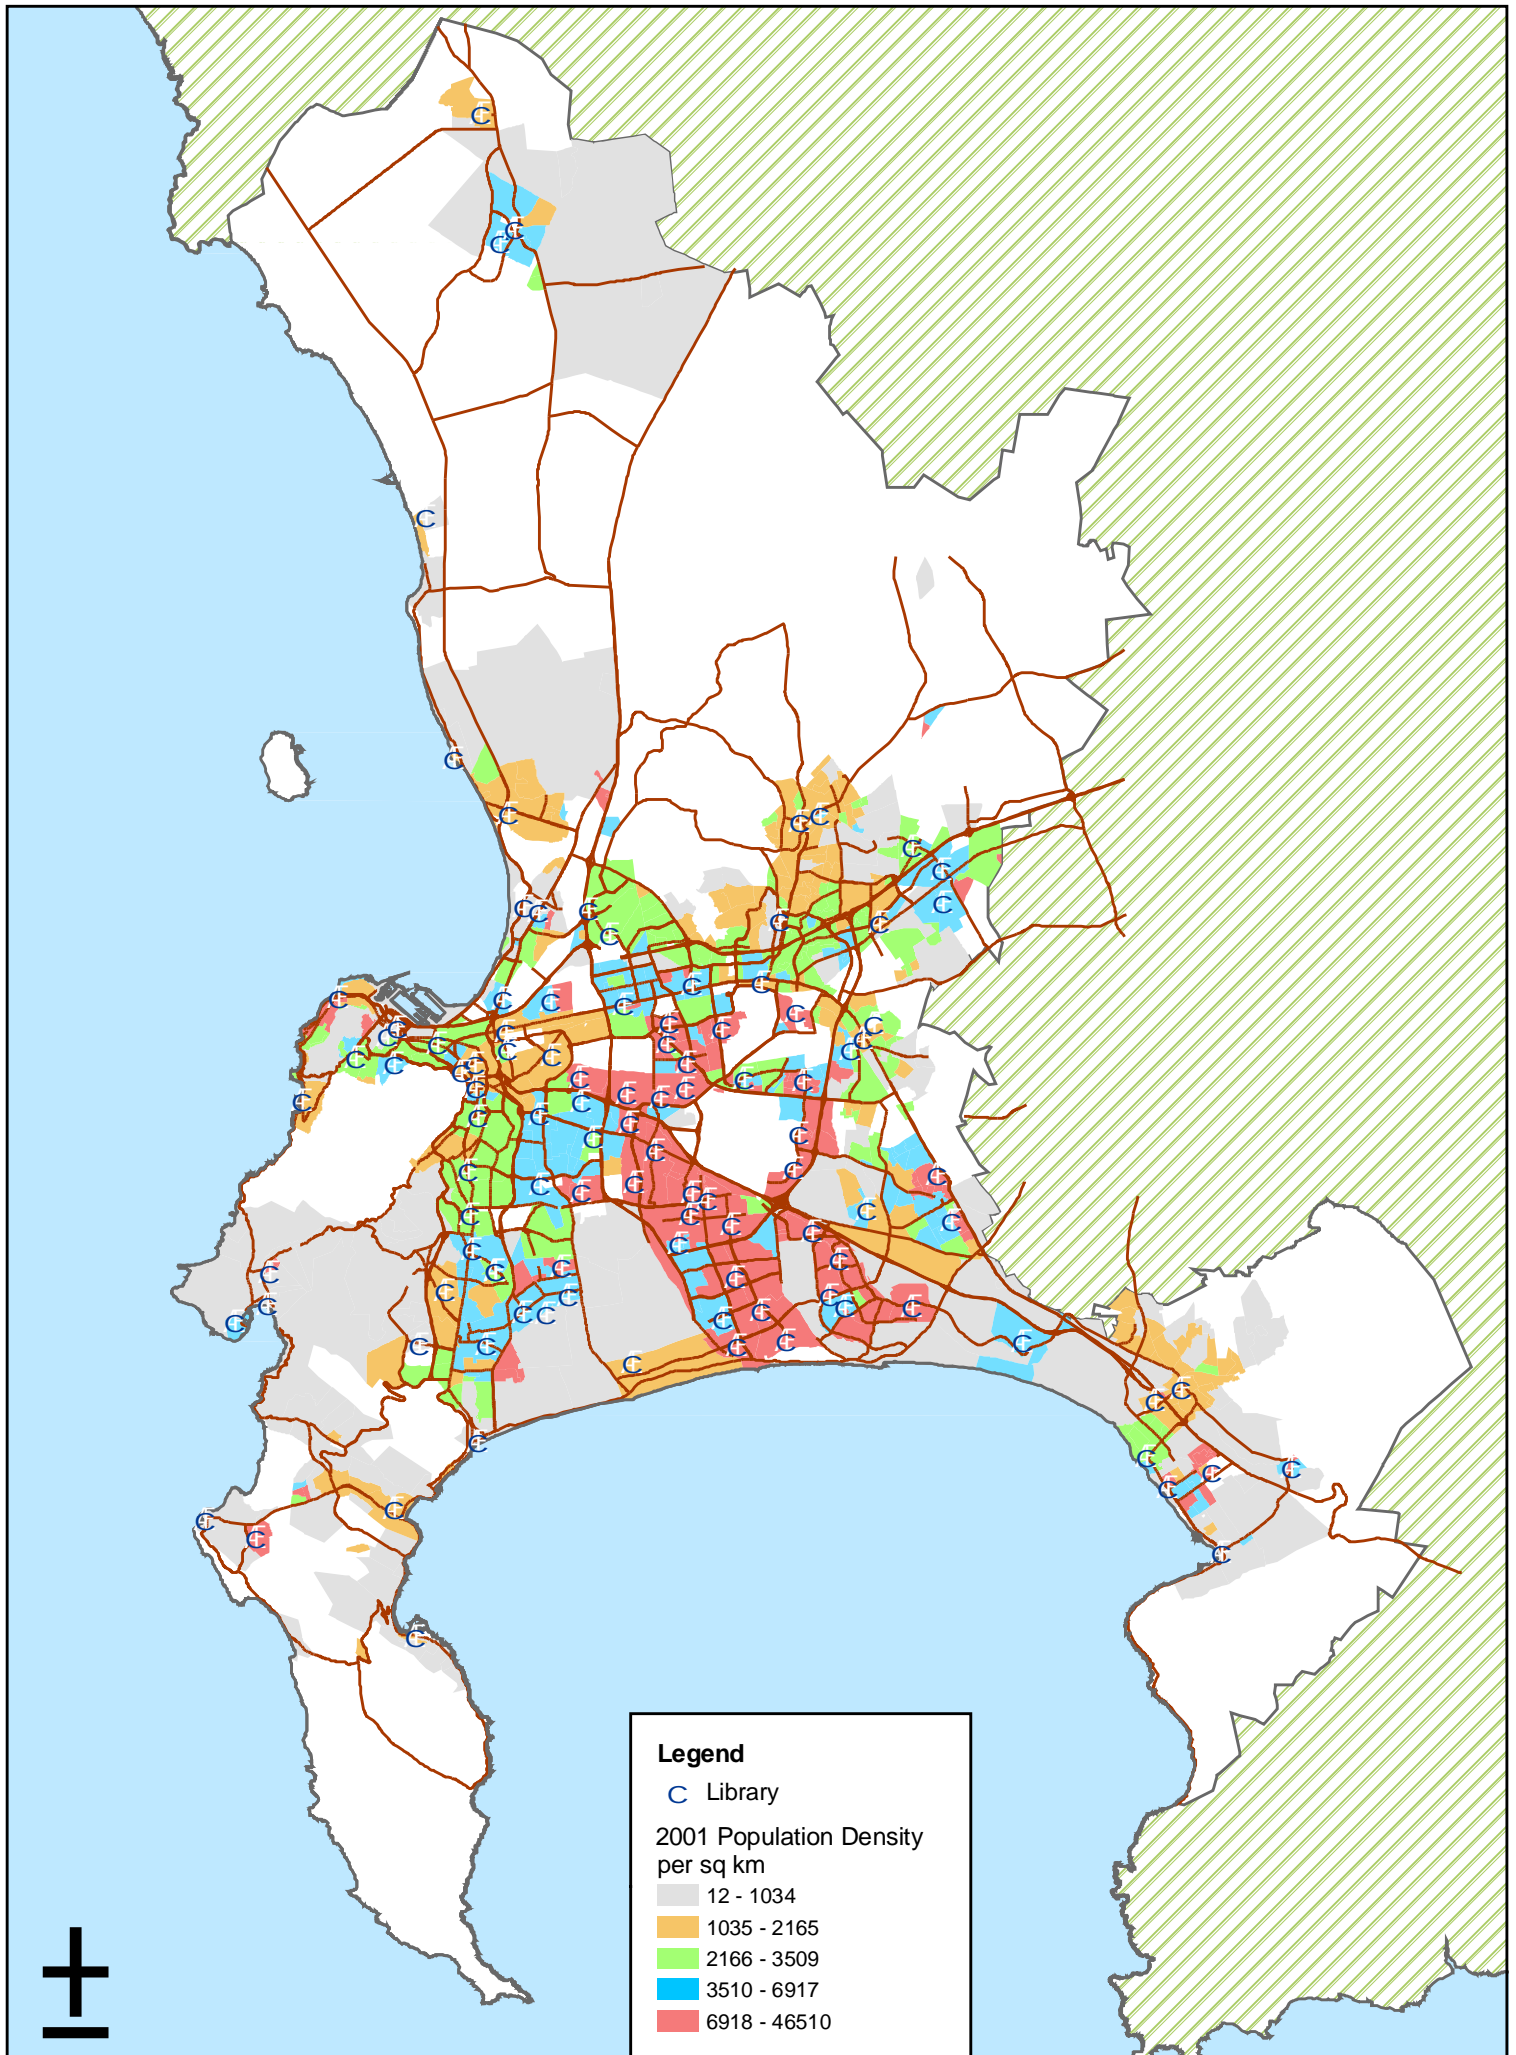 Legend
C Library
2001 Population Density
per sq km
12 - 1034
1035 - 2165
2166 - 3509
3510 - 6917
6918 - 46510